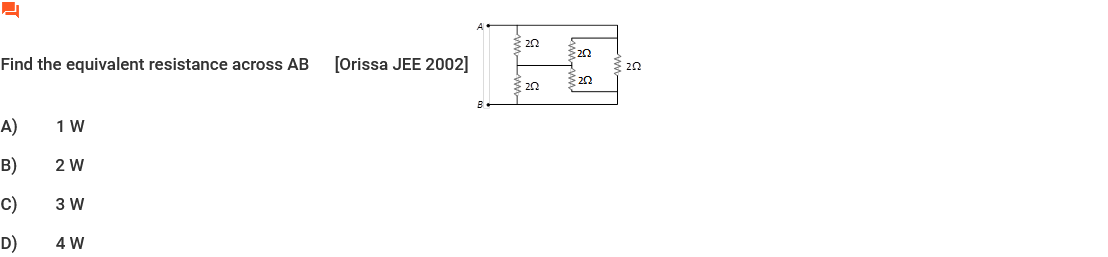 A
2Ω
2Ω
Find the equivalent resistance across AB [Orissa JEE 2002]
2Ω
2Ω
2Ω
B
A) 1 W
B) 2 W
C) 3 W
D) 4 W